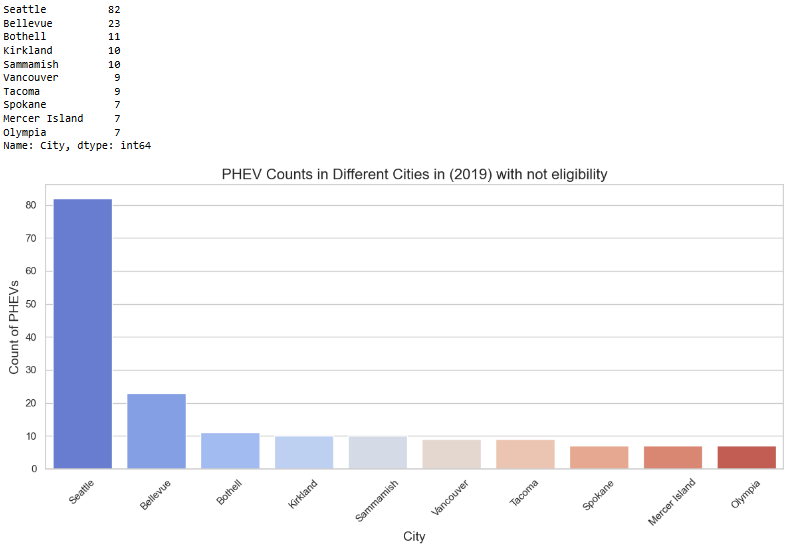 Seattle 82
Bellevue 23
Bothell 11
Kirkland 10
Sammamish 10
Vancouver 9
Tacoma 9
Spokane 7
Mercer Island 7
Olympia 7
Name: City, dtype: int64
PHEV Counts in Different Cities in (2019) with not eligibility
Count of PHEVs
80
70
60
50
40
30
20
10
0
Seattle
Bellevue
Bothell
Kirkland
Sammamish
Vancouver
Tacoma
Spokane
Mercer Island
Olympia
City